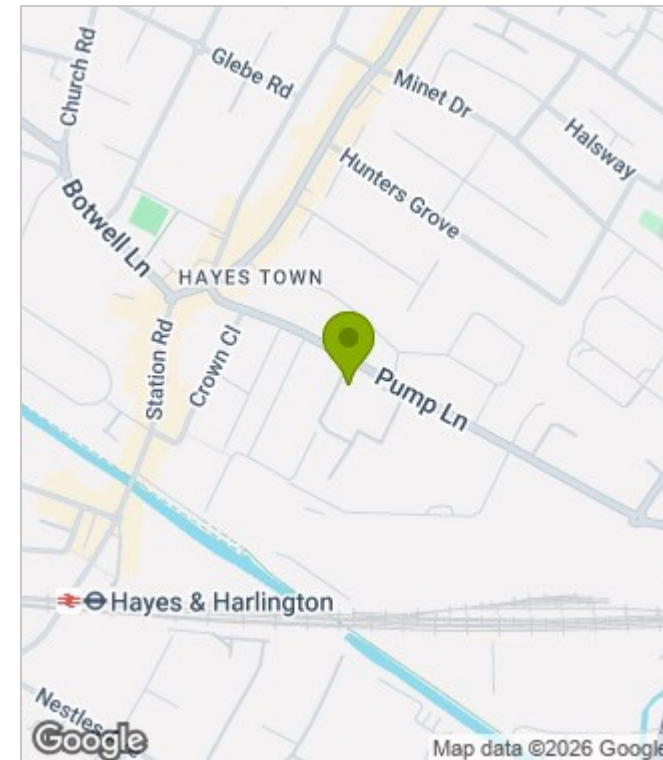 Church Rd
Glebe Rd
Minet Dr
Halsway
Hunters Grove
Botwell Ln
HAYES TOWN
Station Rd
Crown Cl
Pump Ln
Hayes & Harlington
Google
Map data ©2026 Google